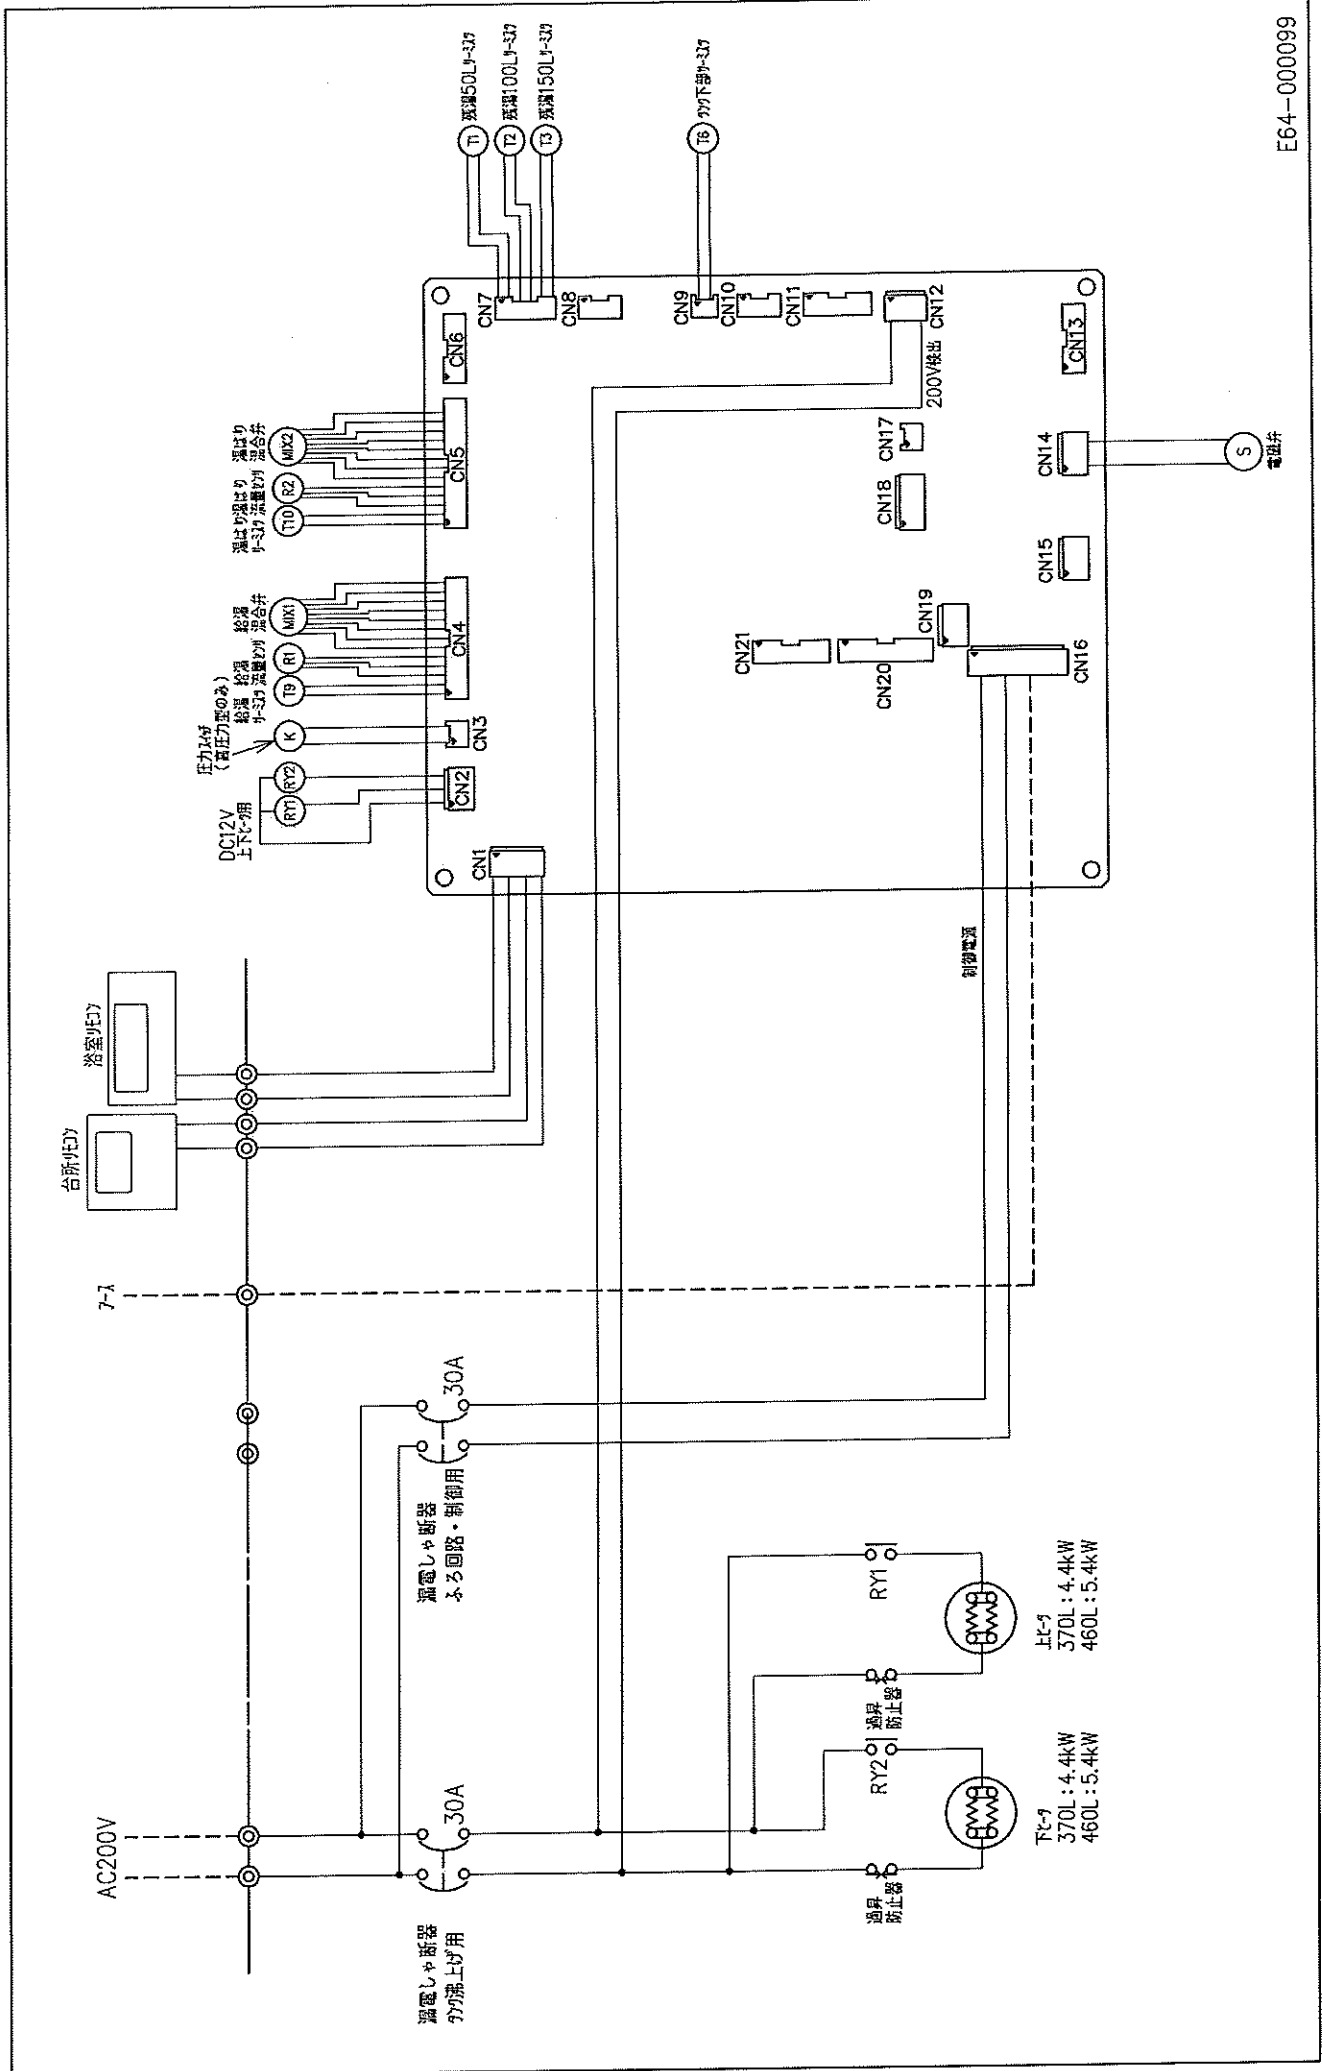 AC200V
漏電しゃ断器
ﾀﾝｸ沸上げ用
30A
漏電しゃ断器
ふろ回路・制御用
30A
ｱｰｽ
台所ﾘﾓｺﾝ
浴室ﾘﾓｺﾝ
過昇
防止器
RY2
下ﾋｰﾀ
370L:4.4kW
460L:5.4kW
過昇
防止器
RY1
上ﾋｰﾀ
370L:4.4kW
460L:5.4kW
制御電源
200V検出
DC12V
上下ﾋｰﾀ用
RY1
RY2
圧力ｽｲｯﾁ
(高圧力型のみ)
K
給湯
ｻｰﾐｽﾀ
T9
給湯
流量ｾﾝｻ
R1
給湯
混合弁
MIX1
湯はり
ｻｰﾐｽﾀ
T10
湯はり
流量ｾﾝｻ
R2
湯はり
混合弁
MIX2
CN1
CN2
CN3
CN4
CN5
CN6
CN7
CN8
CN9
CN10
CN11
CN12
CN13
CN14
CN15
CN16
CN17
CN18
CN19
CN20
CN21
T1 残湯50Lｻｰﾐｽﾀ
T2 残湯100Lｻｰﾐｽﾀ
T3 残湯150Lｻｰﾐｽﾀ
T6 ﾀﾝｸ下部ｻｰﾐｽﾀ
S
電磁弁
E64-000099